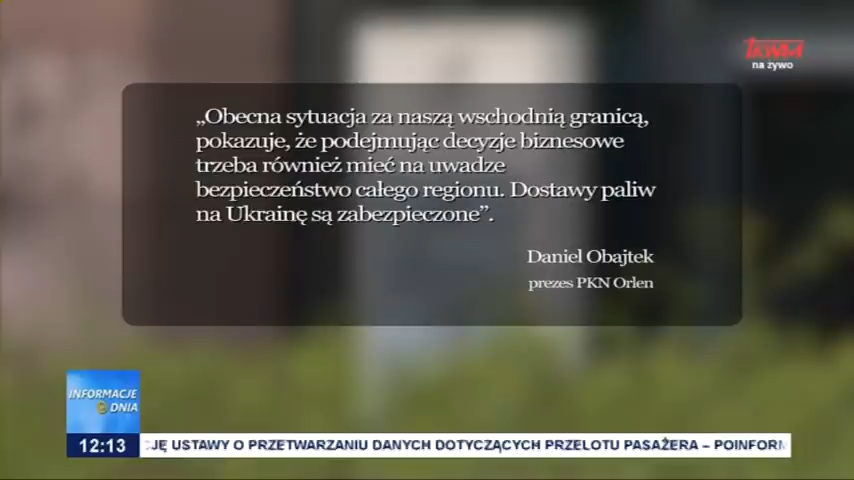 TRWAM
na żywo
„Obecna sytuacja za naszą wschodnią granicą,
pokazuje, że podejmując decyzje biznesowe
trzeba również mieć na uwadze
bezpieczeństwo całego regionu. Dostawy paliw
na Ukrainę są zabezpieczone”.
Daniel Obajtek
prezes PKN Orlen
INFORMACJE
DNIA
12:13
JĘ USTAWY O PRZETWARZANIU DANYCH DOTYCZĄCYCH PRZELOTU PASAŻERA – POINFORM